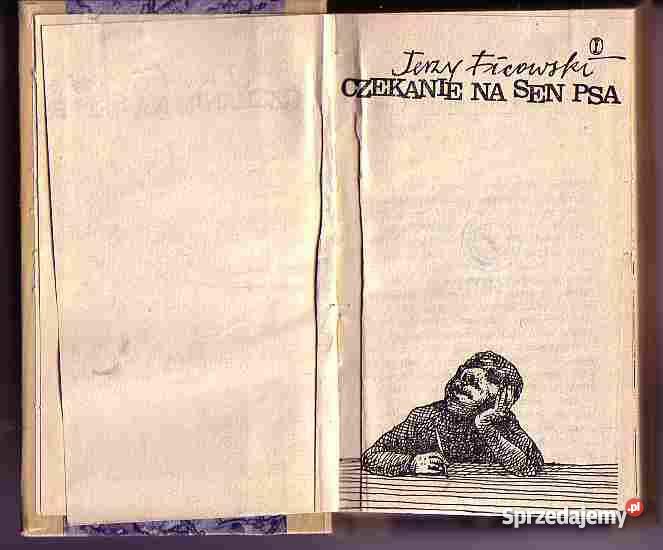 Jerzy Ficowski
CZEKANIE NA SEN PSA
Sprzedajemy.pl